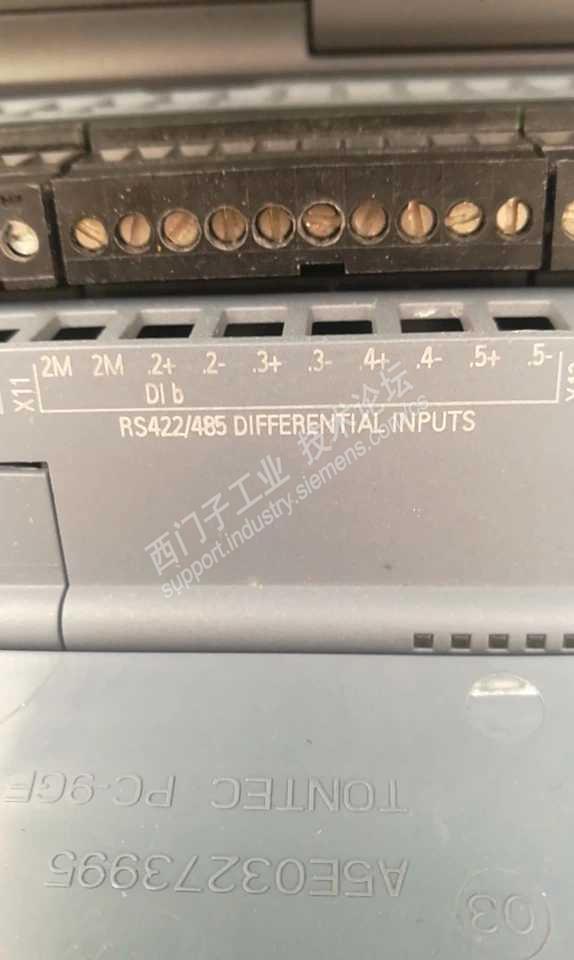 X11
2M 2M .2+ .2- .3+ .3- .4+ .4- .5+ .5-
DI b
RS422/485 DIFFERENTIAL INPUTS
西门子工业 技术论坛
support.industry.siemens.com/cs
TONTEC PC-9GF
A5E03273995
03